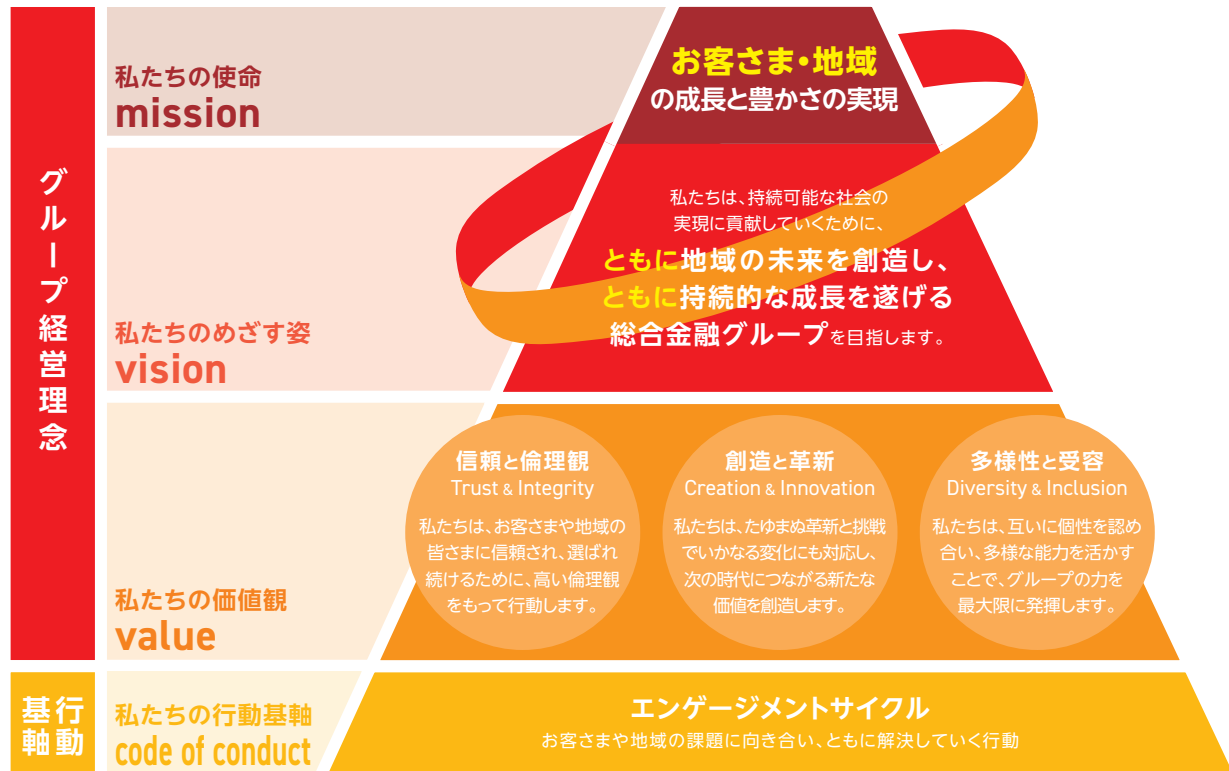 グループ経営理念
私たちの使命
mission
お客さま・地域
の成長と豊かさの実現
私たちのめざす姿
vision
私たちは、持続可能な社会の
実現に貢献していくために、
ともに地域の未来を創造し、
ともに持続的な成長を遂げる
総合金融グループを目指します。
私たちの価値観
value
信頼と倫理観
Trust & Integrity
私たちは、お客さまや地域の
皆さまに信頼され、選ばれ
続けるために、高い倫理観
をもって行動します。
創造と革新
Creation & Innovation
私たちは、たゆまぬ革新と挑戦
でいかなる変化にも対応し、
次の時代につながる新たな
価値を創造します。
多様性と受容
Diversity & Inclusion
私たちは、互いに個性を認め
合い、多様な能力を活かす
ことで、グループの力を
最大限に発揮します。
行動
基軸
私たちの行動基軸
code of conduct
エンゲージメントサイクル
お客さまや地域の課題に向き合い、ともに解決していく行動